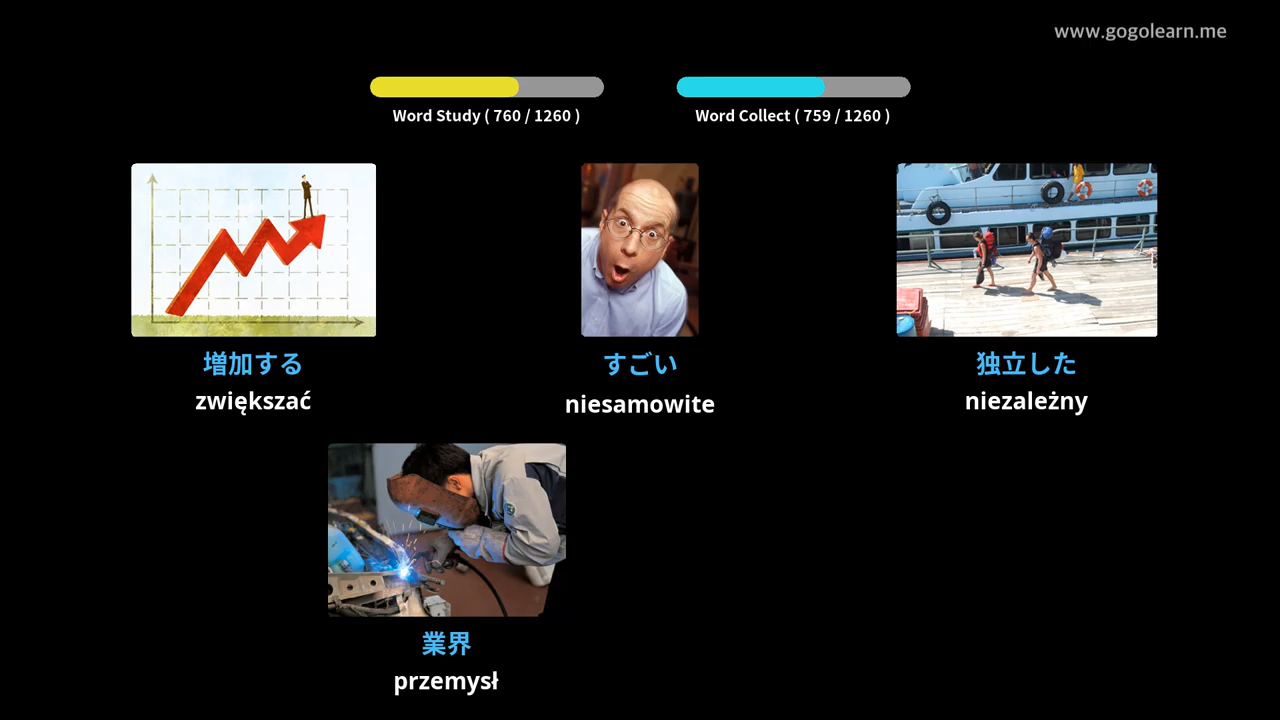 www.gogolearn.me
Word Study ( 760 / 1260 )
Word Collect ( 759 / 1260 )
増加する
zwiększać
すごい
niesamowite
独立した
niezależny
業界
przemysł